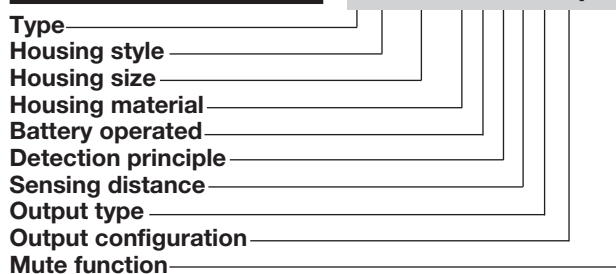 Type
Housing style
Housing size
Housing material
Battery operated
Detection principle
Sensing distance
Output type
Output configuration
Mute function